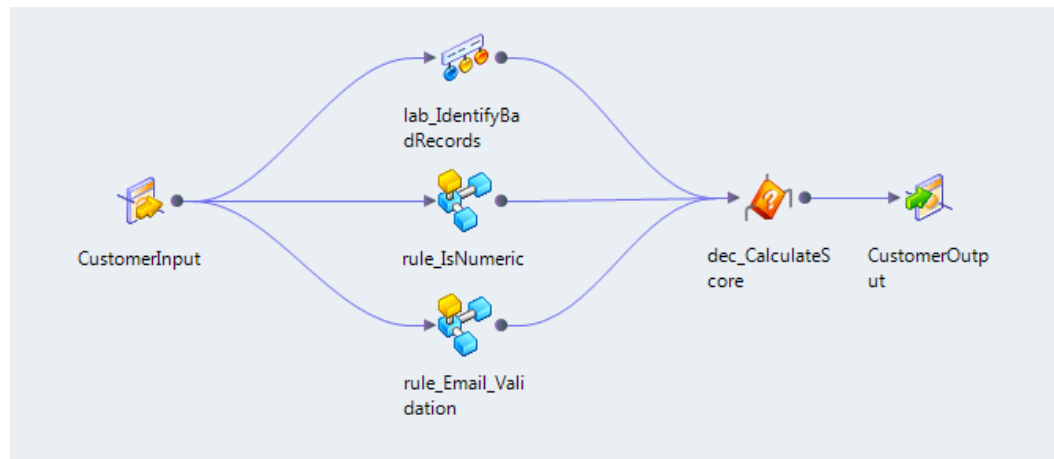 lab_IdentifyBa
dRecords
CustomerInput
rule_IsNumeric
dec_CalculateS
core
CustomerOutp
ut
rule_Email_Vali
dation